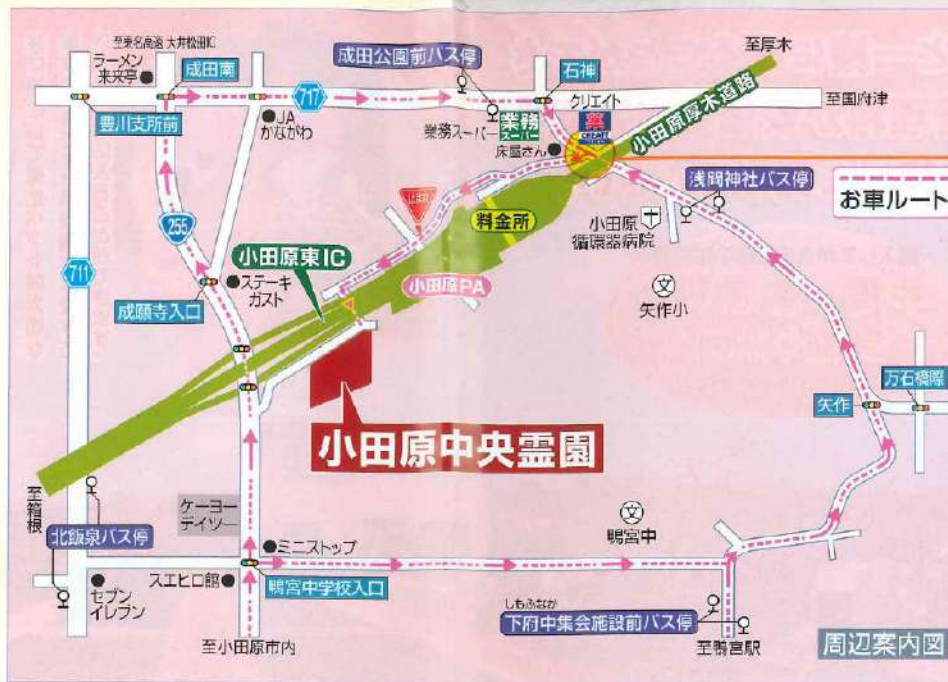 至東名高速 大井松田IC
ラーメン
来来亭
成田南
成田公園前バス停
石神
至厚木
717
クリエイト
至国府津
豊川支所前
JA
かながわ
業務スーパー
業務
スーパー
薬
CREATE
床屋さん
小田原厚木道路
浅間神社バス停
お車ルート
255
料金所
小田原
循環器病院
小田原東IC
711
ステーキ
ガスト
小田原PA
文
矢作小
成願寺入口
矢作
万石橋際
小田原中央霊園
至箱根
ケーヨー
デイツー
文
鴨宮中
北飯泉バス停
ミニストップ
セブン
イレブン
スエヒロ館
鴨宮中学校入口
しもふなか
下府中集会施設前バス停
至小田原市内
至鴨宮駅
周辺案内図